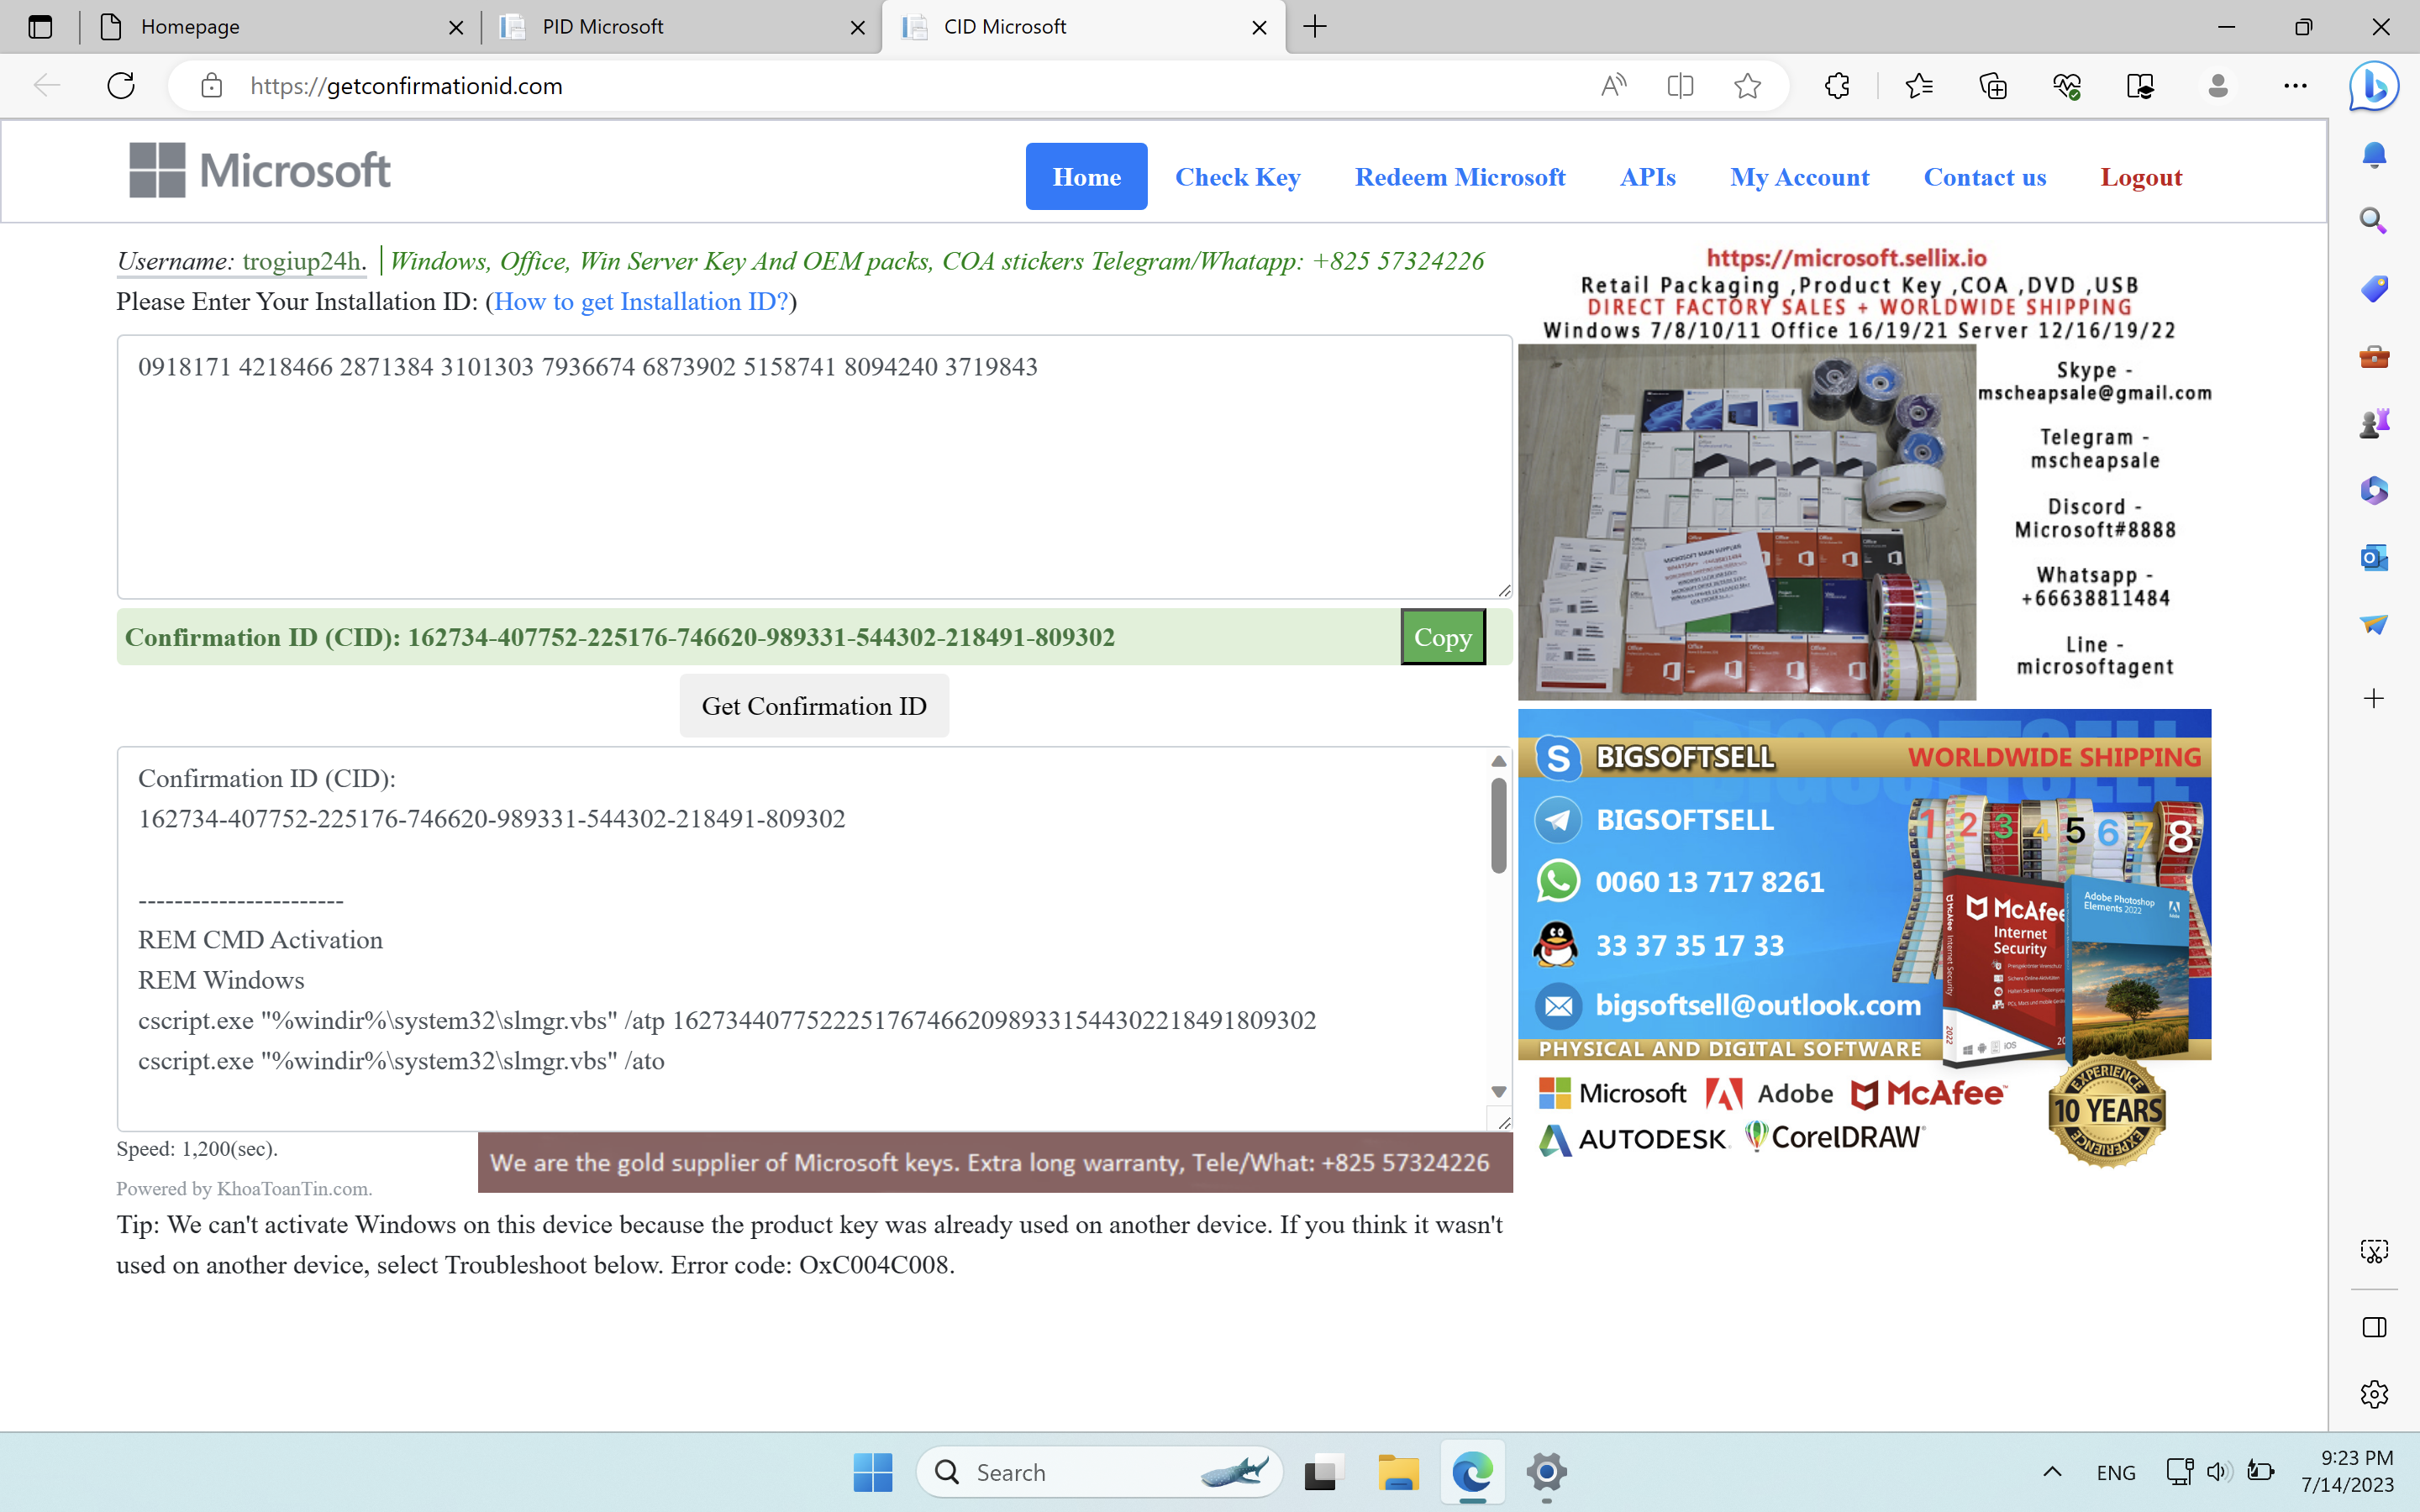 Homepage
PID Microsoft
CID Microsoft
https://getconfirmationid.com
Microsoft
Home
Check Key
Redeem Microsoft
APIs
My Account
Contact us
Logout
Username: trogiup24h. | Windows, Office, Win Server Key And OEM packs, COA stickers Telegram/Whatapp: +825 57324226
Please Enter Your Installation ID: (How to get Installation ID?)
0918171 4218466 2871384 3101303 7936674 6873902 5158741 8094240 3719843
Confirmation ID (CID): 162734-407752-225176-746620-989331-544302-218491-809302
Copy
Get Confirmation ID
Confirmation ID (CID):
162734-407752-225176-746620-989331-544302-218491-809302
-----------------------
REM CMD Activation
REM Windows
cscript.exe "%windir%\system32\slmgr.vbs" /atp 162734407752225176746620989331544302218491809302
cscript.exe "%windir%\system32\slmgr.vbs" /ato
Speed: 1,200(sec).
Powered by KhoaToanTin.com.
We are the gold supplier of Microsoft keys. Extra long warranty, Tele/What: +825 57324226
Tip: We can't activate Windows on this device because the product key was already used on another device. If you think it wasn't
used on another device, select Troubleshoot below. Error code: OxC004C008.
https://microsoft.sellix.io
Retail Packaging ,Product Key ,COA ,DVD ,USB
DIRECT FACTORY SALES + WORLDWIDE SHIPPING
Windows 7/8/10/11 Office 16/19/21 Server 12/16/19/22
Skype -
mscheapsale@gmail.com
Telegram -
mscheapsale
Discord -
Microsoft#8888
Whatsapp -
+66638811484
Line -
microsoftagent
MICROSOFT MAIN SUPPLIER
BIGSOFTSELL
WORLDWIDE SHIPPING
BIGSOFTSELL
0060 13 717 8261
33 37 35 17 33
bigsoftsell@outlook.com
PHYSICAL AND DIGITAL SOFTWARE
1 2 3 4 5 6 7 8
McAfee
Internet
Security
Adobe Photoshop
Elements 2022
Microsoft
Adobe
McAfee
AUTODESK
CorelDRAW
EXPERIENCE
10 YEARS
EXPERIENCE
Search
ENG
9:23 PM
7/14/2023